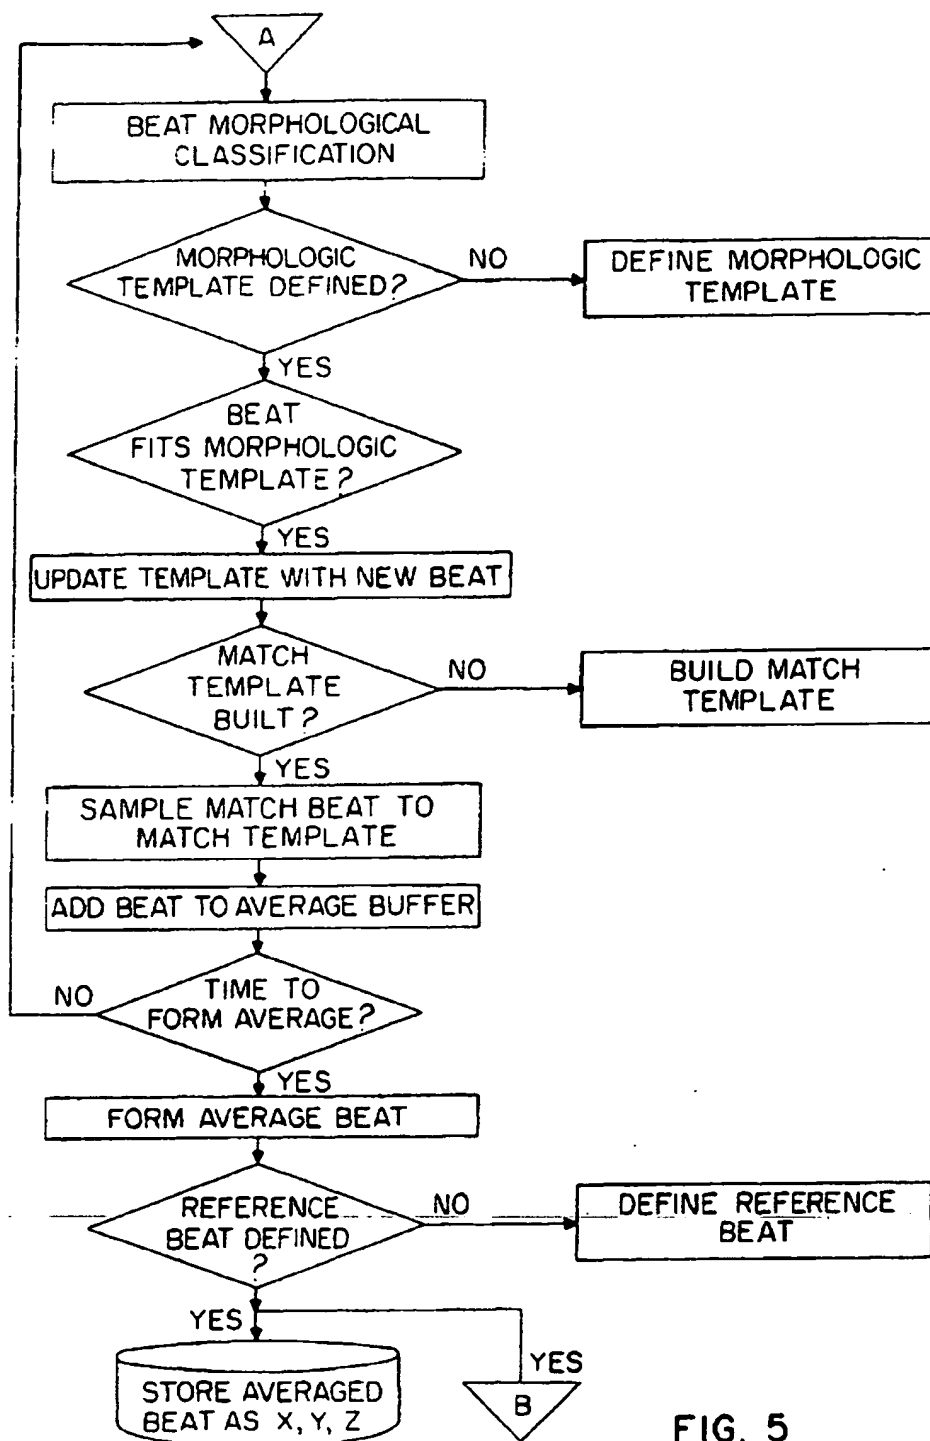 A
BEAT MORPHOLOGICAL
CLASSIFICATION
MORPHOLOGIC
TEMPLATE DEFINED?
NO
DEFINE MORPHOLOGIC
TEMPLATE
YES
BEAT
FITS MORPHOLOGIC
TEMPLATE?
YES
UPDATE TEMPLATE WITH NEW BEAT
MATCH
TEMPLATE
BUILT?
NO
BUILD MATCH
TEMPLATE
YES
SAMPLE MATCH BEAT TO
MATCH TEMPLATE
ADD BEAT TO AVERAGE BUFFER
NO
TIME TO
FORM AVERAGE?
YES
FORM AVERAGE BEAT
REFERENCE
BEAT DEFINED
?
NO
DEFINE REFERENCE
BEAT
YES
YES
STORE AVERAGED
BEAT AS X, Y, Z
B
FIG. 5